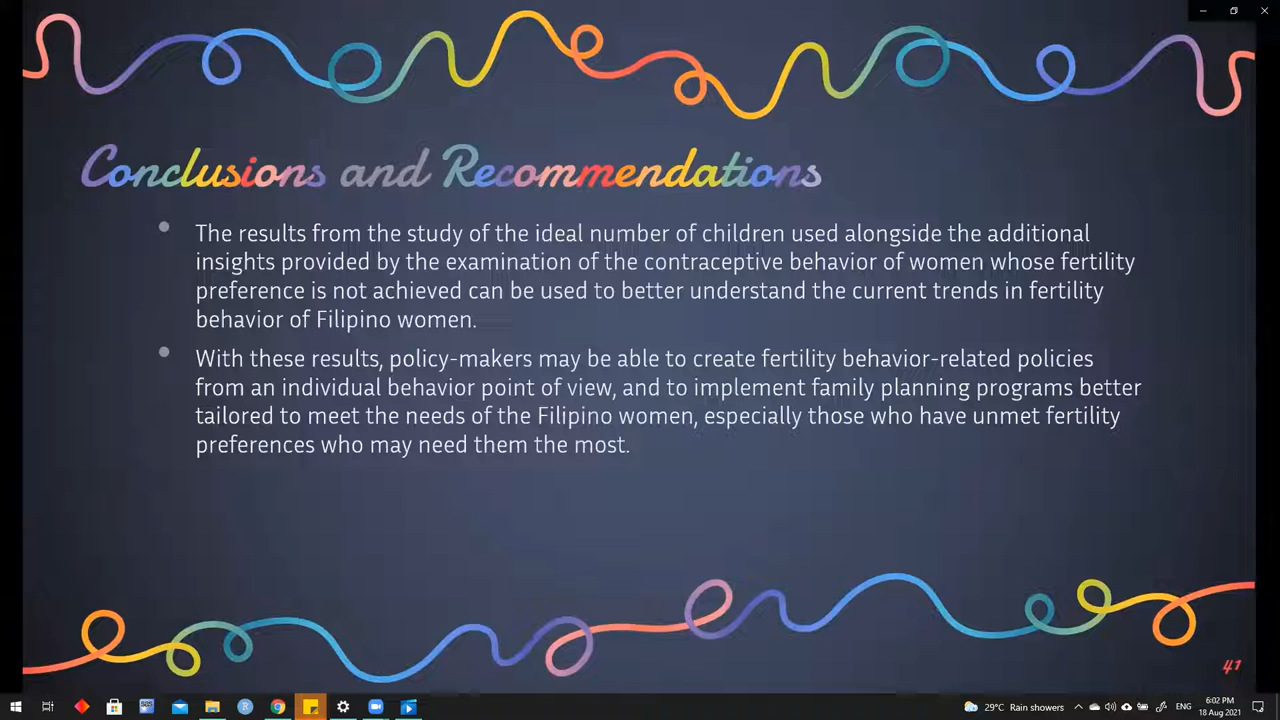 Conclusions and Recommendations
The results from the study of the ideal number of children used alongside the additional
insights provided by the examination of the contraceptive behavior of women whose fertility
preference is not achieved can be used to better understand the current trends in fertility
behavior of Filipino women.
With these results, policy-makers may be able to create fertility behavior-related policies
from an individual behavior point of view, and to implement family planning programs better
tailored to meet the needs of the Filipino women, especially those who have unmet fertility
preferences who may need them the most.
41
29°C Rain showers
ENG
6:02 PM
18 Aug 2021